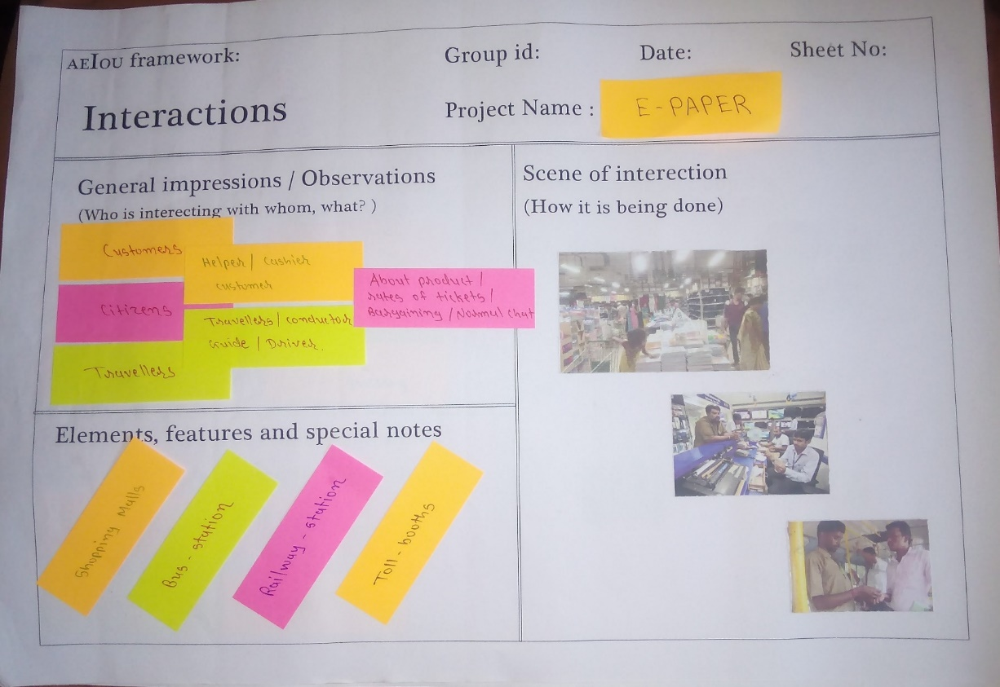 AEIOU framework:
Group id:
Date:
Sheet No:
Interactions
Project Name :
E-PAPER
General impressions / Observations
(Who is interecting with whom, what? )
Customers
Citizens
Travellers
Helper / Cashier
customer
Travellers / conductor
Guide / Driver.
About product /
rates of tickets /
Bargaining / Normal chat
Scene of interection
(How it is being done)
Elements, features and special notes
Shopping Malls
Bus - station
Railway - station
Toll - booths